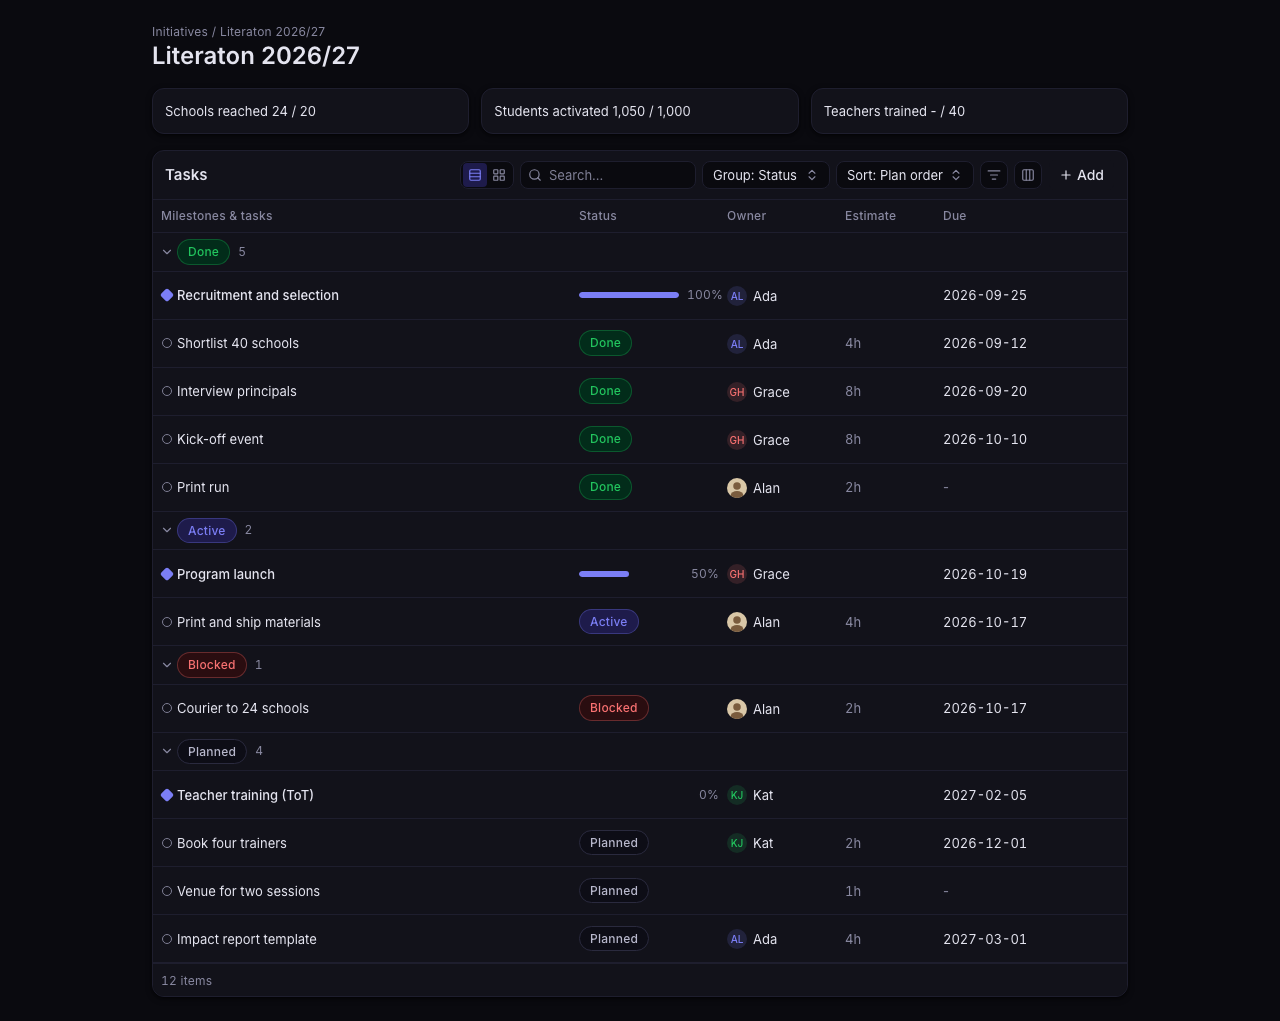 Initiatives / Literaton 2026/27
Literaton 2026/27
Schools reached 24 / 20
Students activated 1,050 / 1,000
Teachers trained - / 40
Tasks
Search...
Group: Status
Sort: Plan order
Add
Milestones & tasks Status Owner Estimate Due
Done 5
Recruitment and selection 100% AL Ada 2026-09-25
Shortlist 40 schools Done AL Ada 4h 2026-09-12
Interview principals Done GH Grace 8h 2026-09-20
Kick-off event Done GH Grace 8h 2026-10-10
Print run Done Alan 2h -
Active 2
Program launch 50% GH Grace 2026-10-19
Print and ship materials Active Alan 4h 2026-10-17
Blocked 1
Courier to 24 schools Blocked Alan 2h 2026-10-17
Planned 4
Teacher training (ToT) 0% KJ Kat 2027-02-05
Book four trainers Planned KJ Kat 2h 2026-12-01
Venue for two sessions Planned 1h -
Impact report template Planned AL Ada 4h 2027-03-01
12 items